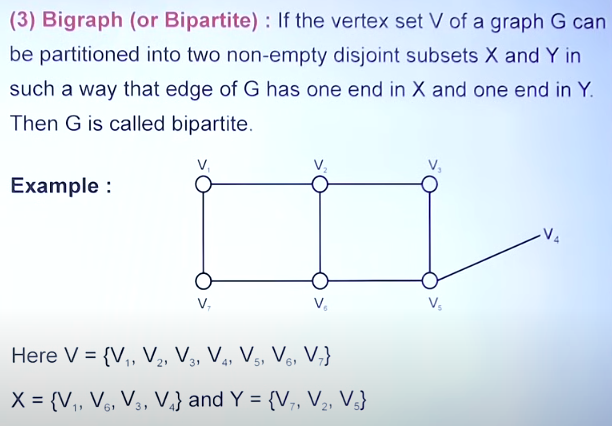 (3) Bigraph (or Bipartite) : If the vertex set V of a graph G can
be partitioned into two non-empty disjoint subsets X and Y in
such a way that edge of G has one end in X and one end in Y.
Then G is called bipartite.
V₁ V₂ V₃
Example :
V₄
V₇ V₆ V₅
Here V = {V₁, V₂, V₃, V₄, V₅, V₆, V₇}
X = {V₁, V₆, V₃, V₄} and Y = {V₇, V₂, V₅}